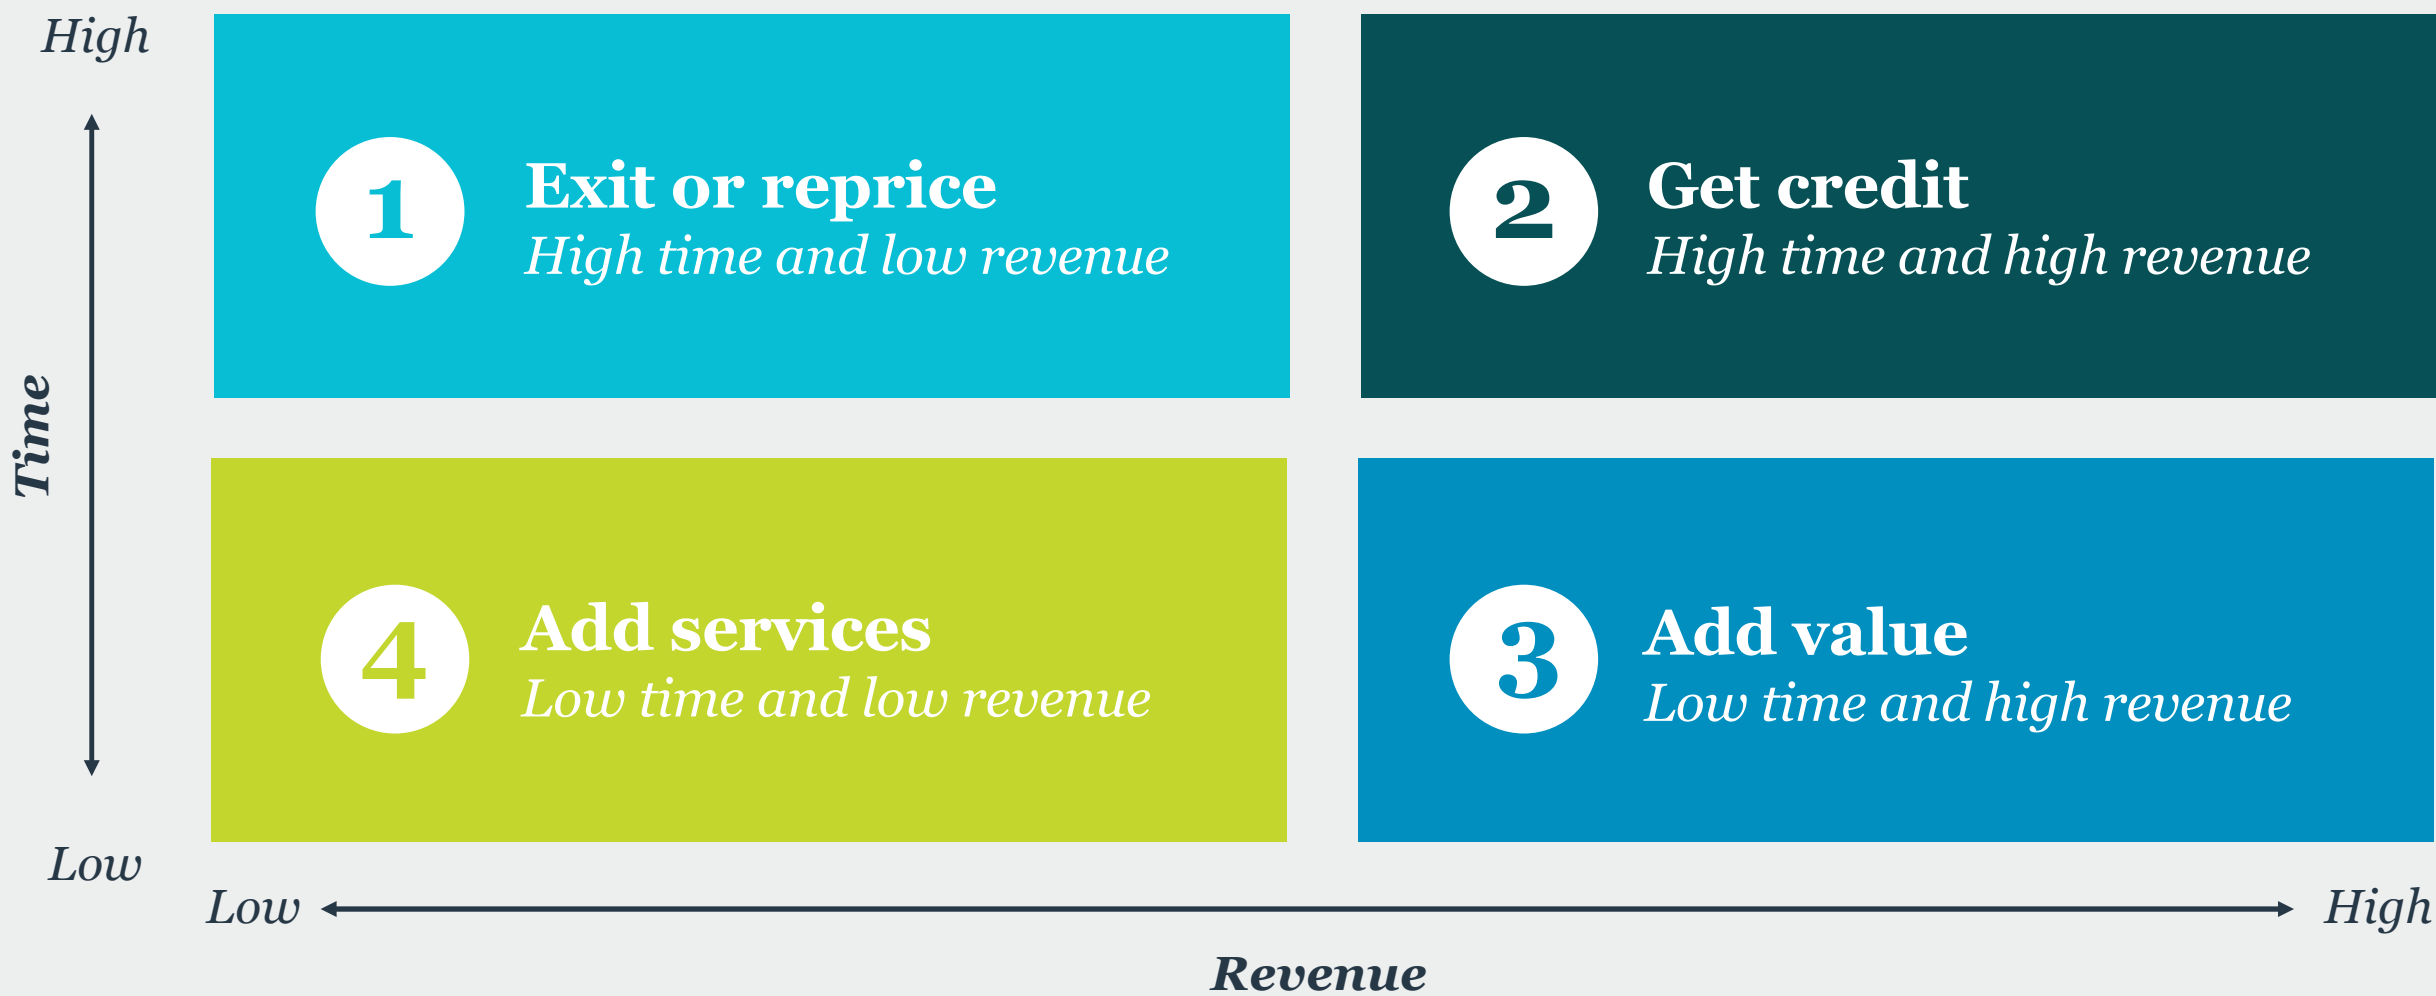 High
1
Exit or reprice
High time and low revenue
2
Get credit
High time and high revenue
Time
4
Add services
Low time and low revenue
3
Add value
Low time and high revenue
Low
Low
High
Revenue